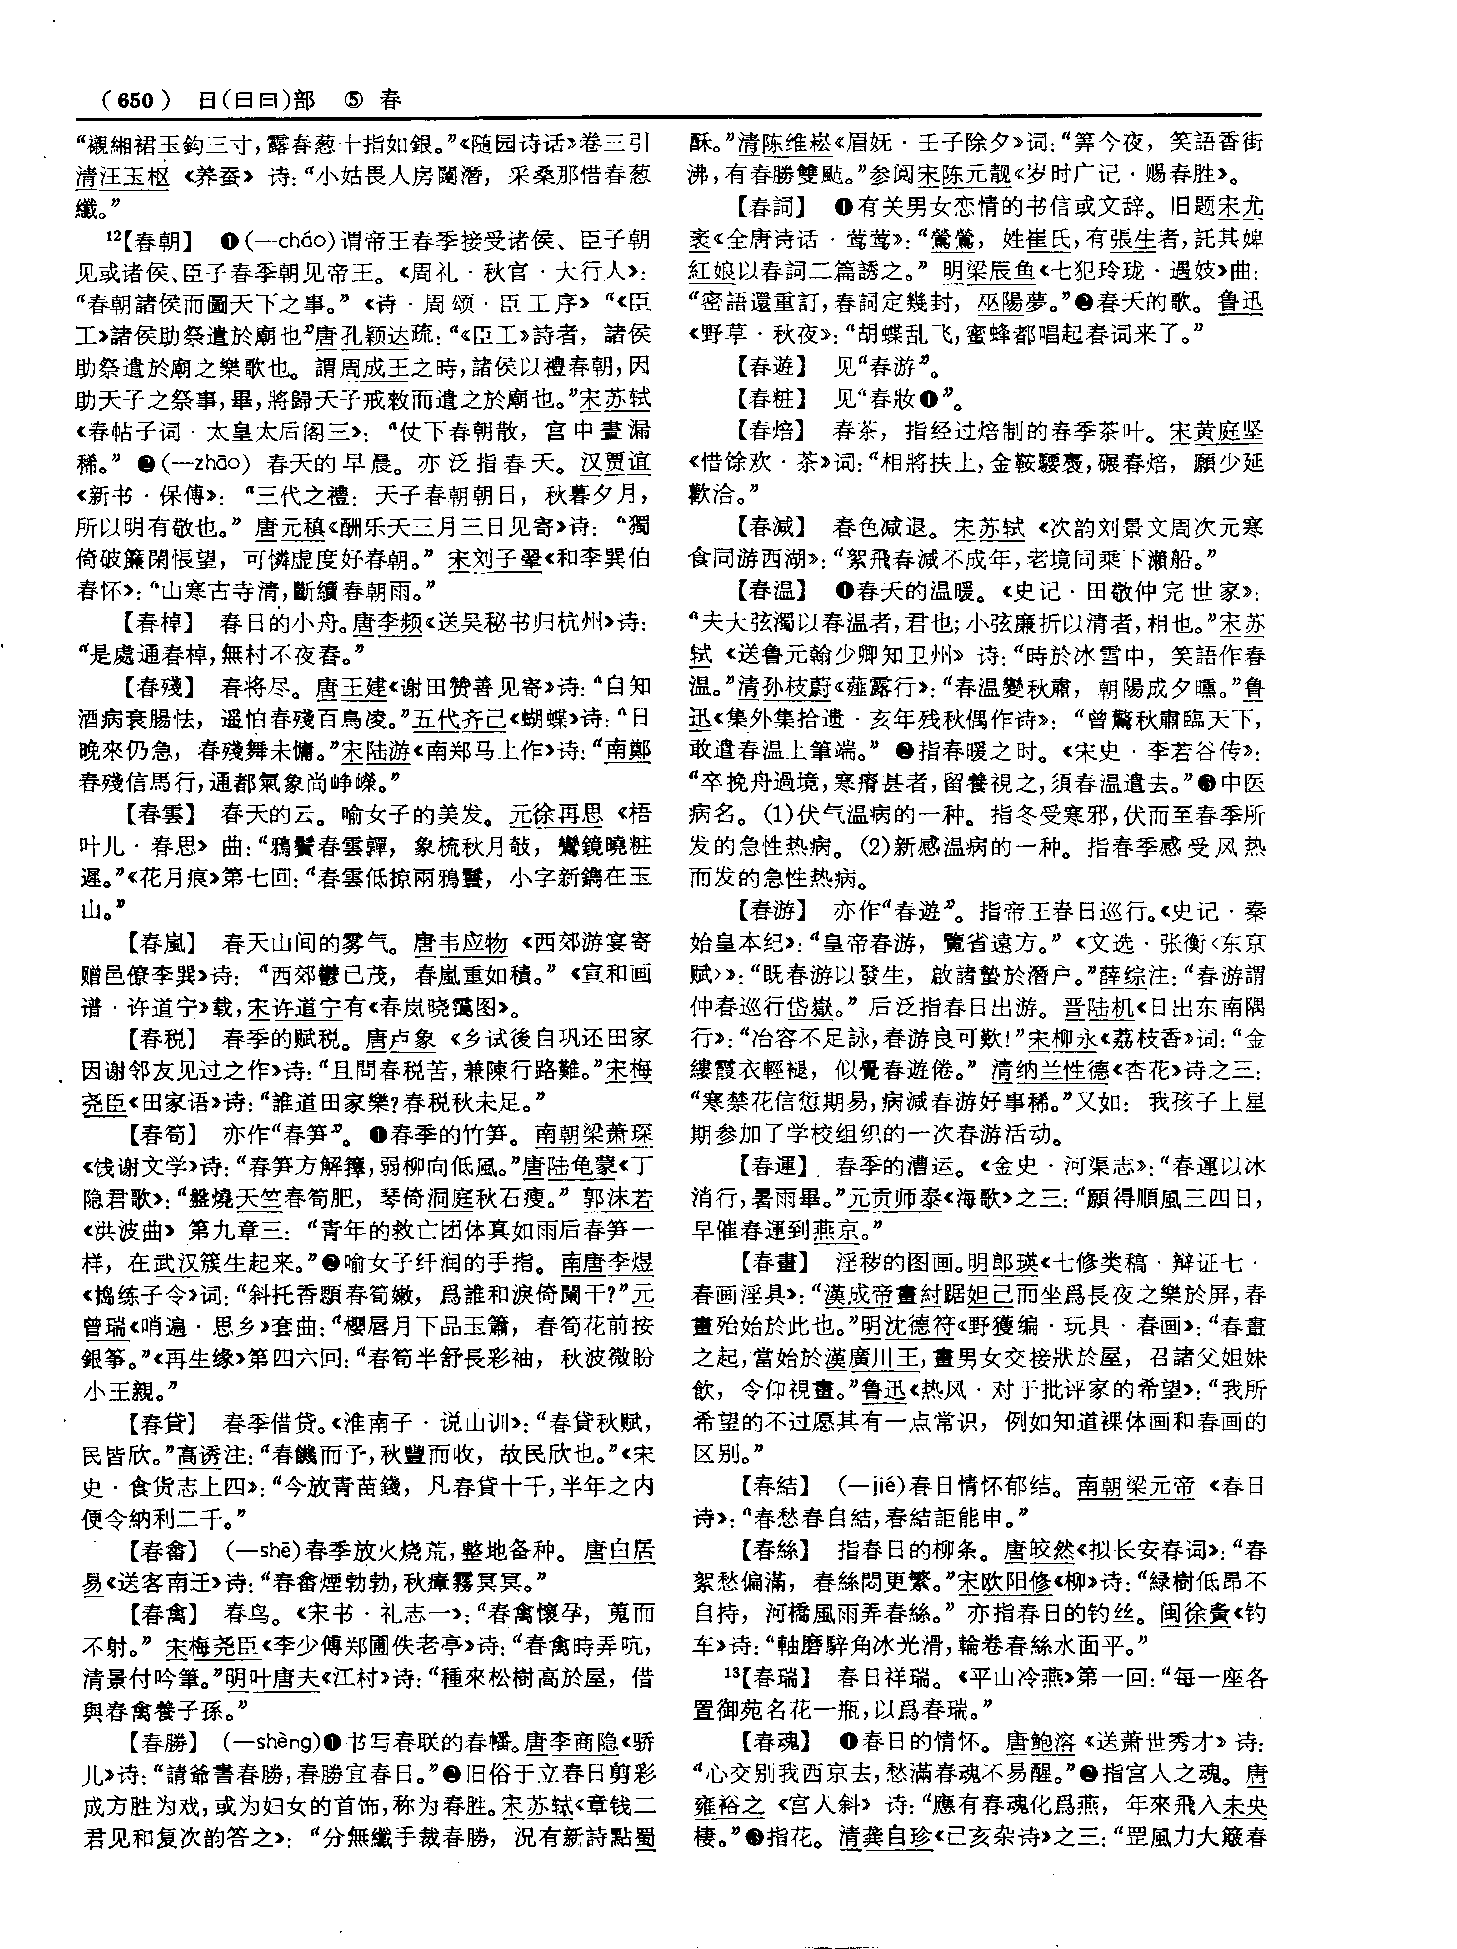 (650) 日(日曰)部 ⑤ 春
“襯緗裙玉鈎三寸，露春葱十指如銀。”《随园诗话》卷三引
清汪玉枢《养蚕》诗：“小姑畏人房闥潛，采桑那惜春葱
纖。”
12【春朝】 ❶(—cháo)谓帝王春季接受诸侯、臣子朝
见或诸侯、臣子春季朝见帝王。《周礼·秋官·大行人》：
“春朝諸侯而圖天下之事。”《诗·周颂·臣工序》“《臣
工》諸侯助祭遣於廟也”唐孔颖达疏：“《臣工》詩者，諸侯
助祭遣於廟之樂歌也。謂周成王之時，諸侯以禮春朝，因
助天子之祭事，畢，將歸天子戒敕而遣之於廟也。”宋苏轼
《春帖子词·太皇太后阁三》：“仗下春朝散，宫中晝漏
稀。”❷(—zhāo)春天的早晨。亦泛指春天。汉贾谊
《新书·保傅》：“三代之禮：天子春朝朝日，秋暮夕月，
所以明有敬也。”唐元稹《酬乐天三月三日见寄》诗：“獨
倚破簾閑悵望，可憐虚度好春朝。”宋刘子翚《和李巽伯
春怀》：“山寒古寺清，斷續春朝雨。”
【春棹】 春日的小舟。唐李频《送吴秘书归杭州》诗：
“是處通春棹，無村不夜舂。”
【春殘】 春将尽。唐王建《谢田赞善见寄》诗：“自知
酒病衰腸怯，遥怕春殘百鳥凌。”五代齐己《蝴蝶》诗：“日
晚來仍急，春殘舞未慵。”宋陆游《南郑马上作》诗：“南鄭
春殘信馬行，通都氣象尚峥嶸。”
【春雲】 春天的云。喻女子的美发。元徐再思《梧
叶儿·春思》曲：“鴉鬢春雲嚲，象梳秋月敧，鸞鏡曉粧
遲。”《花月痕》第七回：“春雲低掠兩鴉鬟，小字新鐫在玉
山。”
【春嵐】 春天山间的雾气。唐韦应物《西郊游宴寄
赠邑僚李巽》诗：“西郊鬱已茂，春嵐重如積。”《宣和画
谱·许道宁》载，宋许道宁有《春岚晓靄图》。
【春税】 春季的赋税。唐卢象《乡试後自巩还田家
因谢邻友见过之作》诗：“且問春税苦，兼陳行路難。”宋梅
尧臣《田家语》诗：“誰道田家樂？春税秋未足。”
【春筍】 亦作“春笋”。❶春季的竹笋。南朝梁萧琛
《饯谢文学》诗：“春笋方解籜，弱柳向低風。”唐陆龟蒙《丁
隐君歌》：“盤燒天竺春筍肥，琴倚洞庭秋石瘦。”郭沫若
《洪波曲》第九章三：“青年的救亡团体真如雨后春笋一
样，在武汉簇生起来。”❷喻女子纤润的手指。南唐李煜
《捣练子令》词：“斜托香顋春筍嫩，爲誰和淚倚闌干？”元
曾瑞《哨遍·思乡》套曲：“櫻唇月下品玉簫，春筍花前按
銀筝。”《再生缘》第四六回：“春筍半舒長彩袖，秋波微盼
小王親。”
【春貸】 春季借贷。《淮南子·说山训》：“春貸秋赋，
民皆欣。”高诱注：“春饑而予，秋豐而收，故民欣也。”《宋
史·食货志上四》：“今放青苗錢，凡春貸十千，半年之内
便令納利二千。”
【春畬】 (—shē)春季放火烧荒，整地备种。唐白居
易《送客南迁》诗：“春畬煙勃勃，秋瘴霧冥冥。”
【春禽】 春鸟。《宋书·礼志一》：“春禽懷孕，蒐而
不射。”宋梅尧臣《李少傅郑圃佚老亭》诗：“春禽時弄吭，
清景付吟筆。”明叶唐夫《江村》诗：“種來松樹高於屋，借
與春禽養子孫。”
【春勝】 (—shèng)❶书写春联的春幡。唐李商隐《骄
儿》诗：“請爺書春勝，春勝宜春日。”❷旧俗于立春日剪彩
成方胜为戏，或为妇女的首饰，称为春胜。宋苏轼《章钱二
君见和复次韵答之》：“分無纖手裁春勝，況有新詩點蜀
酥。”清陈维崧《眉妩·壬子除夕》词：“筭今夜，笑語香街
沸，有春勝雙颭。”参阅宋陈元靓《岁时广记·赐春胜》。
【春詞】 ❶有关男女恋情的书信或文辞。旧题宋尤
袤《全唐诗话·莺莺》：“鶯鶯，姓崔氏，有張生者，託其婢
紅娘以春詞二篇誘之。”明梁辰鱼《七犯玲珑·遇妓》曲：
“密語還重訂，春詞定幾封，巫陽夢。”❷春天的歌。鲁迅
《野草·秋夜》：“胡蝶乱飞，蜜蜂都唱起春词来了。”
【春遊】 见“春游”。
【春粧】 见“春妝❶”。
【春焙】 春茶，指经过焙制的春季茶叶。宋黄庭坚
《惜馀欢·茶》词：“相將扶上，金鞍騕褭，碾春焙，願少延
歡洽。”
【春減】 春色减退。宋苏轼《次韵刘景文周次元寒
食同游西湖》：“絮飛春減不成年，老境同乘下瀨船。”
【春温】 ❶春天的温暖。《史记·田敬仲完世家》：
“夫大弦濁以春温者，君也；小弦廉折以清者，相也。”宋苏
轼《送鲁元翰少卿知卫州》诗：“時於冰雪中，笑語作春
温。”清孙枝蔚《薤露行》：“春温變秋肅，朝陽成夕曛。”鲁
迅《集外集拾遗·亥年残秋偶作诗》：“曾驚秋肅臨天下，
敢遣春温上筆端。”❷指春暖之时。《宋史·李若谷传》：
“卒挽舟過境，寒瘠甚者，留養視之，須春温遣去。”❸中医
病名。(1)伏气温病的一种。指冬受寒邪，伏而至春季所
发的急性热病。(2)新感温病的一种。指春季感受风热
而发的急性热病。
【春游】 亦作“春遊”。指帝王春日巡行。《史记·秦
始皇本纪》：“皇帝春游，覽省遠方。”《文选·张衡〈东京
赋〉》：“既春游以發生，啟諸蟄於潛户。”薛综注：“春游謂
仲春巡行岱嶽。”后泛指春日出游。晋陆机《日出东南隅
行》：“冶容不足詠，春游良可歎！”宋柳永《荔枝香》词：“金
縷霞衣輕褪，似覺春遊倦。”清纳兰性德《杏花》诗之三：
“寒禁花信愆期易，病減春游好事稀。”又如：我孩子上星
期参加了学校组织的一次春游活动。
【春運】 春季的漕运。《金史·河渠志》：“春運以冰
消行，暑雨畢。”元贡师泰《海歌》之三：“願得順風三四日，
早催春運到燕京。”
【春畫】 淫秽的图画。明郎瑛《七修类稿·辩证七·
春画淫具》：“漢成帝畫紂踞妲己而坐爲長夜之樂於屏，春
畫殆始於此也。”明沈德符《野獲编·玩具·春画》：“春畫
之起，當始於漢廣川王，畫男女交接狀於屋，召諸父姐妹
飲，令仰視畫。”鲁迅《热风·对于批评家的希望》：“我所
希望的不过愿其有一点常识，例如知道裸体画和春画的
区别。”
【春結】 (—jié)春日情怀郁结。南朝梁元帝《春日
诗》：“春愁春自結，春結詎能申。”
【春絲】 指春日的柳条。唐皎然《拟长安春词》：“春
絮愁偏滿，春絲悶更繁。”宋欧阳修《柳》诗：“緑樹低昂不
自持，河橋風雨弄春絲。”亦指春日的钓丝。闽徐夤《钓
车》诗：“軸磨騂角冰光滑，輪卷春絲水面平。”
13【春瑞】 春日祥瑞。《平山冷燕》第一回：“每一座各
置御苑名花一瓶，以爲春瑞。”
【春魂】 ❶春日的情怀。唐鲍溶《送萧世秀才》诗：
“心交别我西京去，愁滿春魂不易醒。”❷指宫人之魂。唐
雍裕之《宫人斜》诗：“應有春魂化爲燕，年來飛入未央
棲。”❸指花。清龚自珍《己亥杂诗》之三：“罡風力大簸春